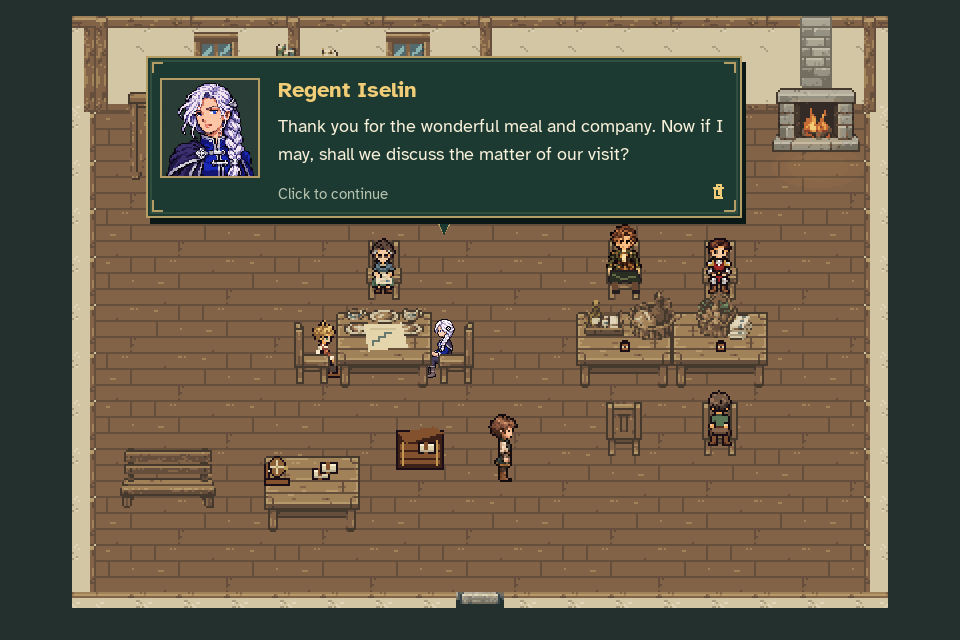 Regent Iselin
Thank you for the wonderful meal and company. Now if I
may, shall we discuss the matter of our visit?
Click to continue